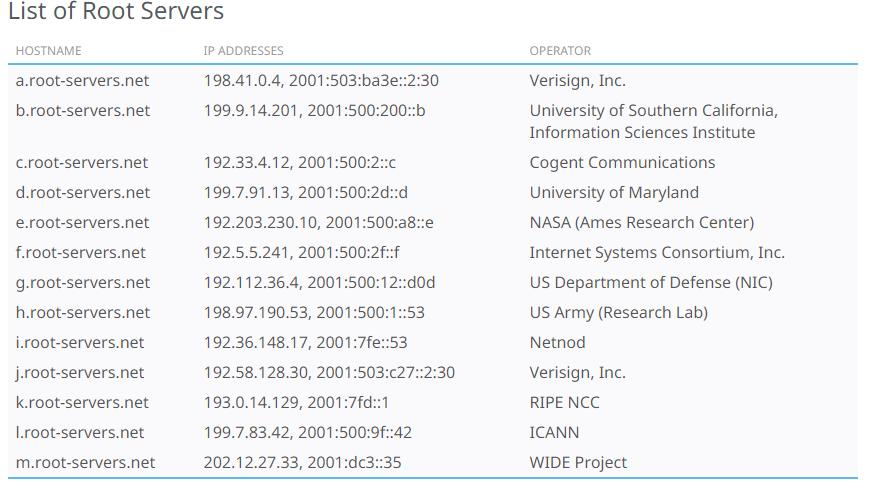 List of Root Servers
HOSTNAME IP ADDRESSES OPERATOR
a.root-servers.net 198.41.0.4, 2001:503:ba3e::2:30 Verisign, Inc.
b.root-servers.net 199.9.14.201, 2001:500:200::b University of Southern California,
Information Sciences Institute
c.root-servers.net 192.33.4.12, 2001:500:2::c Cogent Communications
d.root-servers.net 199.7.91.13, 2001:500:2d::d University of Maryland
e.root-servers.net 192.203.230.10, 2001:500:a8::e NASA (Ames Research Center)
f.root-servers.net 192.5.5.241, 2001:500:2f::f Internet Systems Consortium, Inc.
g.root-servers.net 192.112.36.4, 2001:500:12::d0d US Department of Defense (NIC)
h.root-servers.net 198.97.190.53, 2001:500:1::53 US Army (Research Lab)
i.root-servers.net 192.36.148.17, 2001:7fe::53 Netnod
j.root-servers.net 192.58.128.30, 2001:503:c27::2:30 Verisign, Inc.
k.root-servers.net 193.0.14.129, 2001:7fd::1 RIPE NCC
l.root-servers.net 199.7.83.42, 2001:500:9f::42 ICANN
m.root-servers.net 202.12.27.33, 2001:dc3::35 WIDE Project